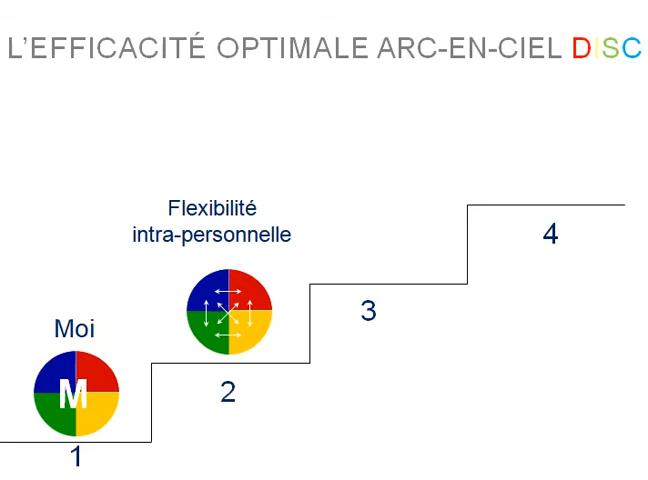 L'EFFICACITÉ OPTIMALE ARC-EN-CIEL DISC
Flexibilité
intra-personnelle
4
3
Moi
M
2
1